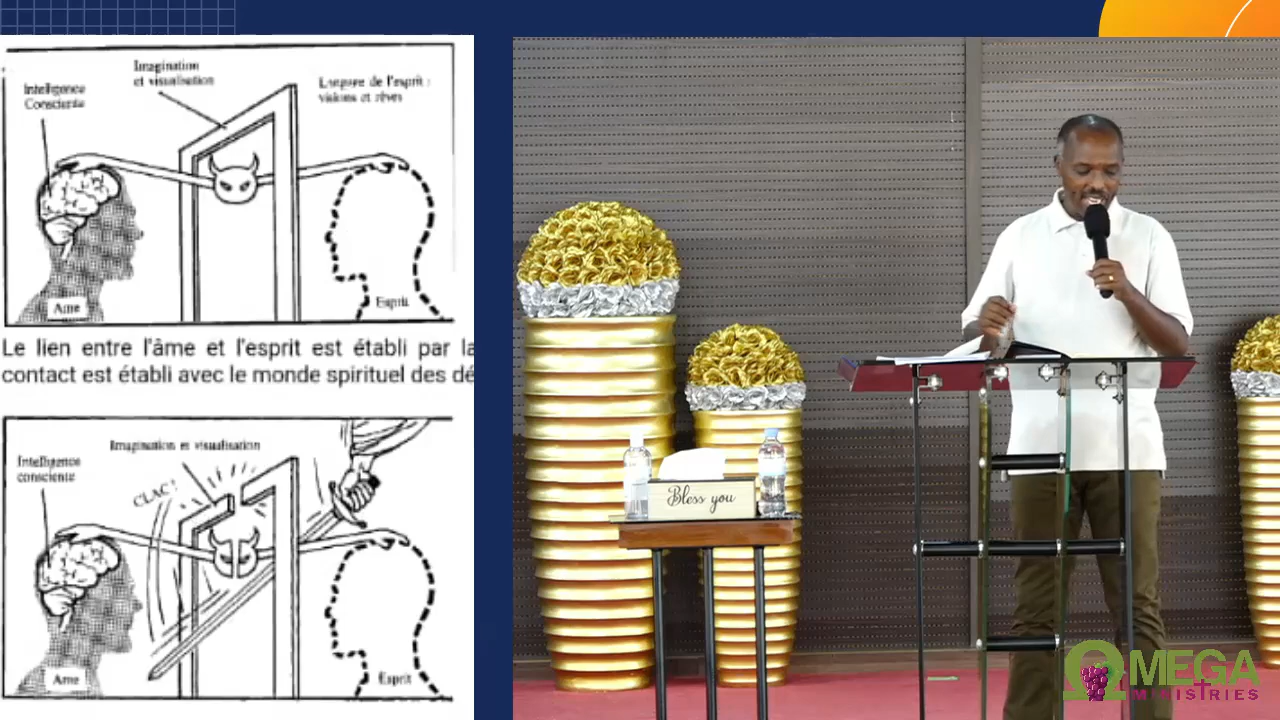 Imagination
et visualisation
Intelligence
Consciente
Langage de l'esprit :
visions et rêves
Ame
Esprit
Le lien entre l'âme et l'esprit est établi par la
contact est établi avec le monde spirituel des dé
Imagination et visualisation
Intelligence
consciente
CLAC !
Ame
Esprit
Bless you
ΩMEGA
MINISTRIES